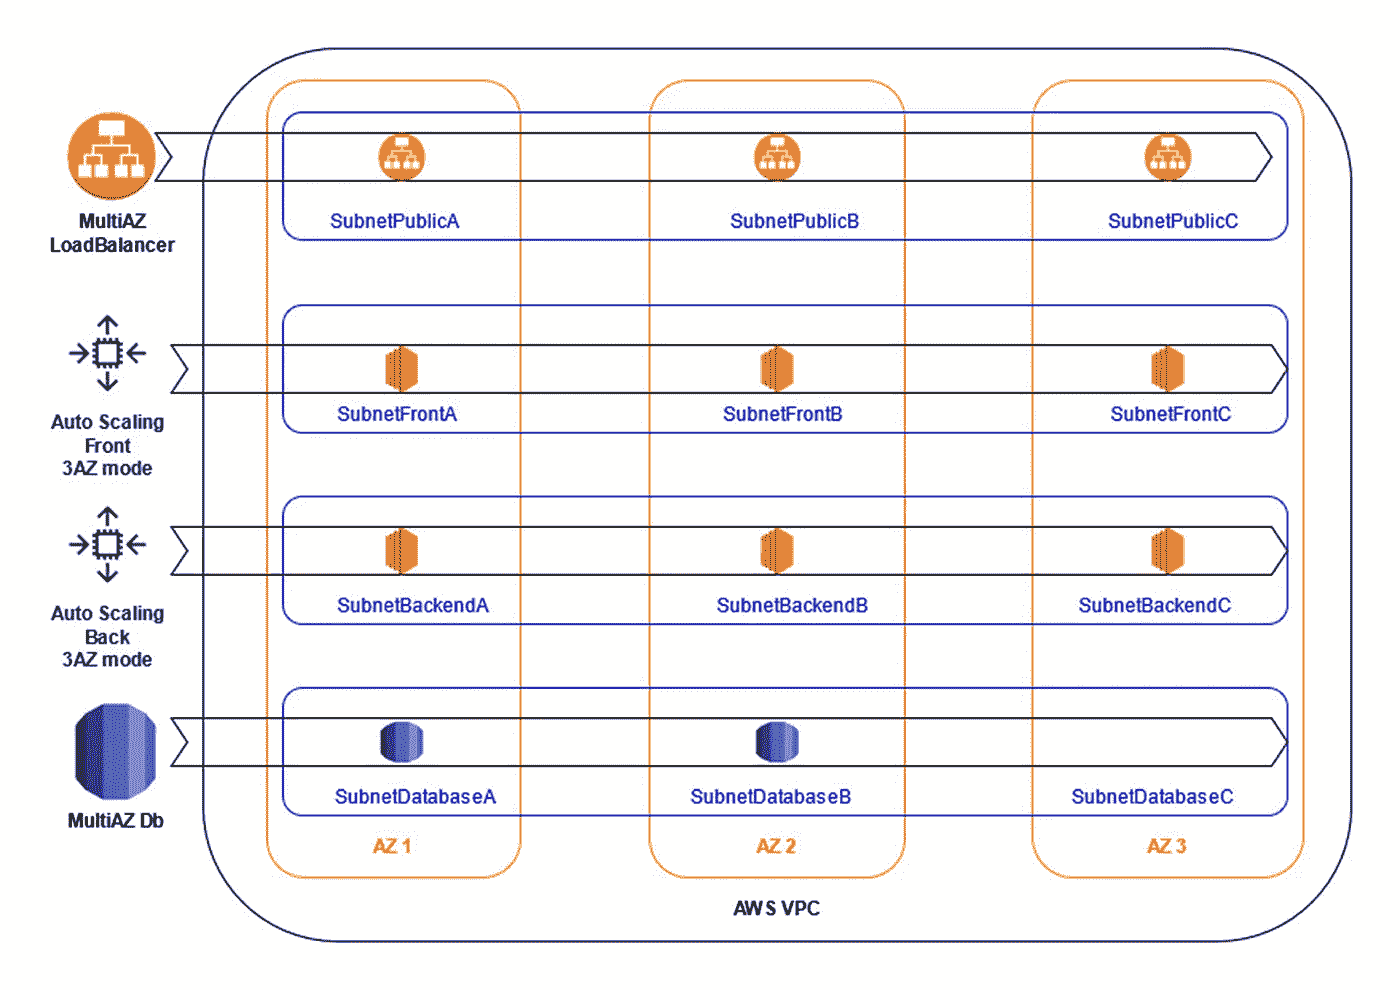 MultiAZ
LoadBalancer
SubnetPublicA
SubnetPublicB
SubnetPublicC
Auto Scaling
Front
3AZ mode
SubnetFrontA
SubnetFrontB
SubnetFrontC
Auto Scaling
Back
3AZ mode
SubnetBackendA
SubnetBackendB
SubnetBackendC
MultiAZ Db
SubnetDatabaseA
SubnetDatabaseB
SubnetDatabaseC
AZ 1
AZ 2
AZ 3
AWS VPC